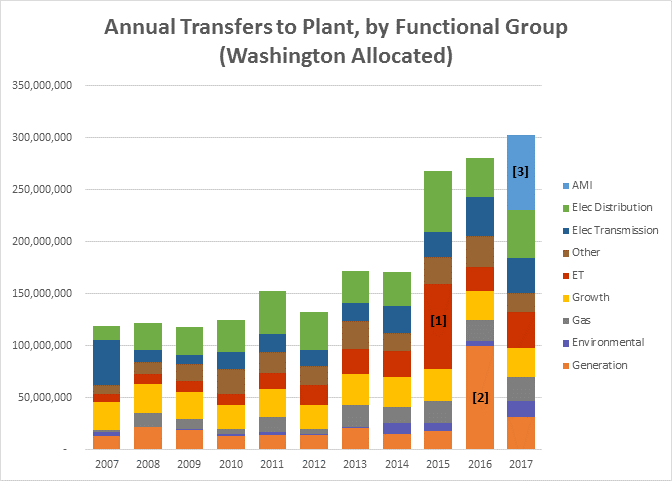 Annual Transfers to Plant, by Functional Group
(Washington Allocated)
350,000,000
300,000,000
250,000,000
200,000,000
150,000,000
100,000,000
50,000,000
-
[3]
[1]
[2]
2007 2008 2009 2010 2011 2012 2013 2014 2015 2016 2017
AMI
Elec Distribution
Elec Transmission
Other
ET
Growth
Gas
Environmental
Generation